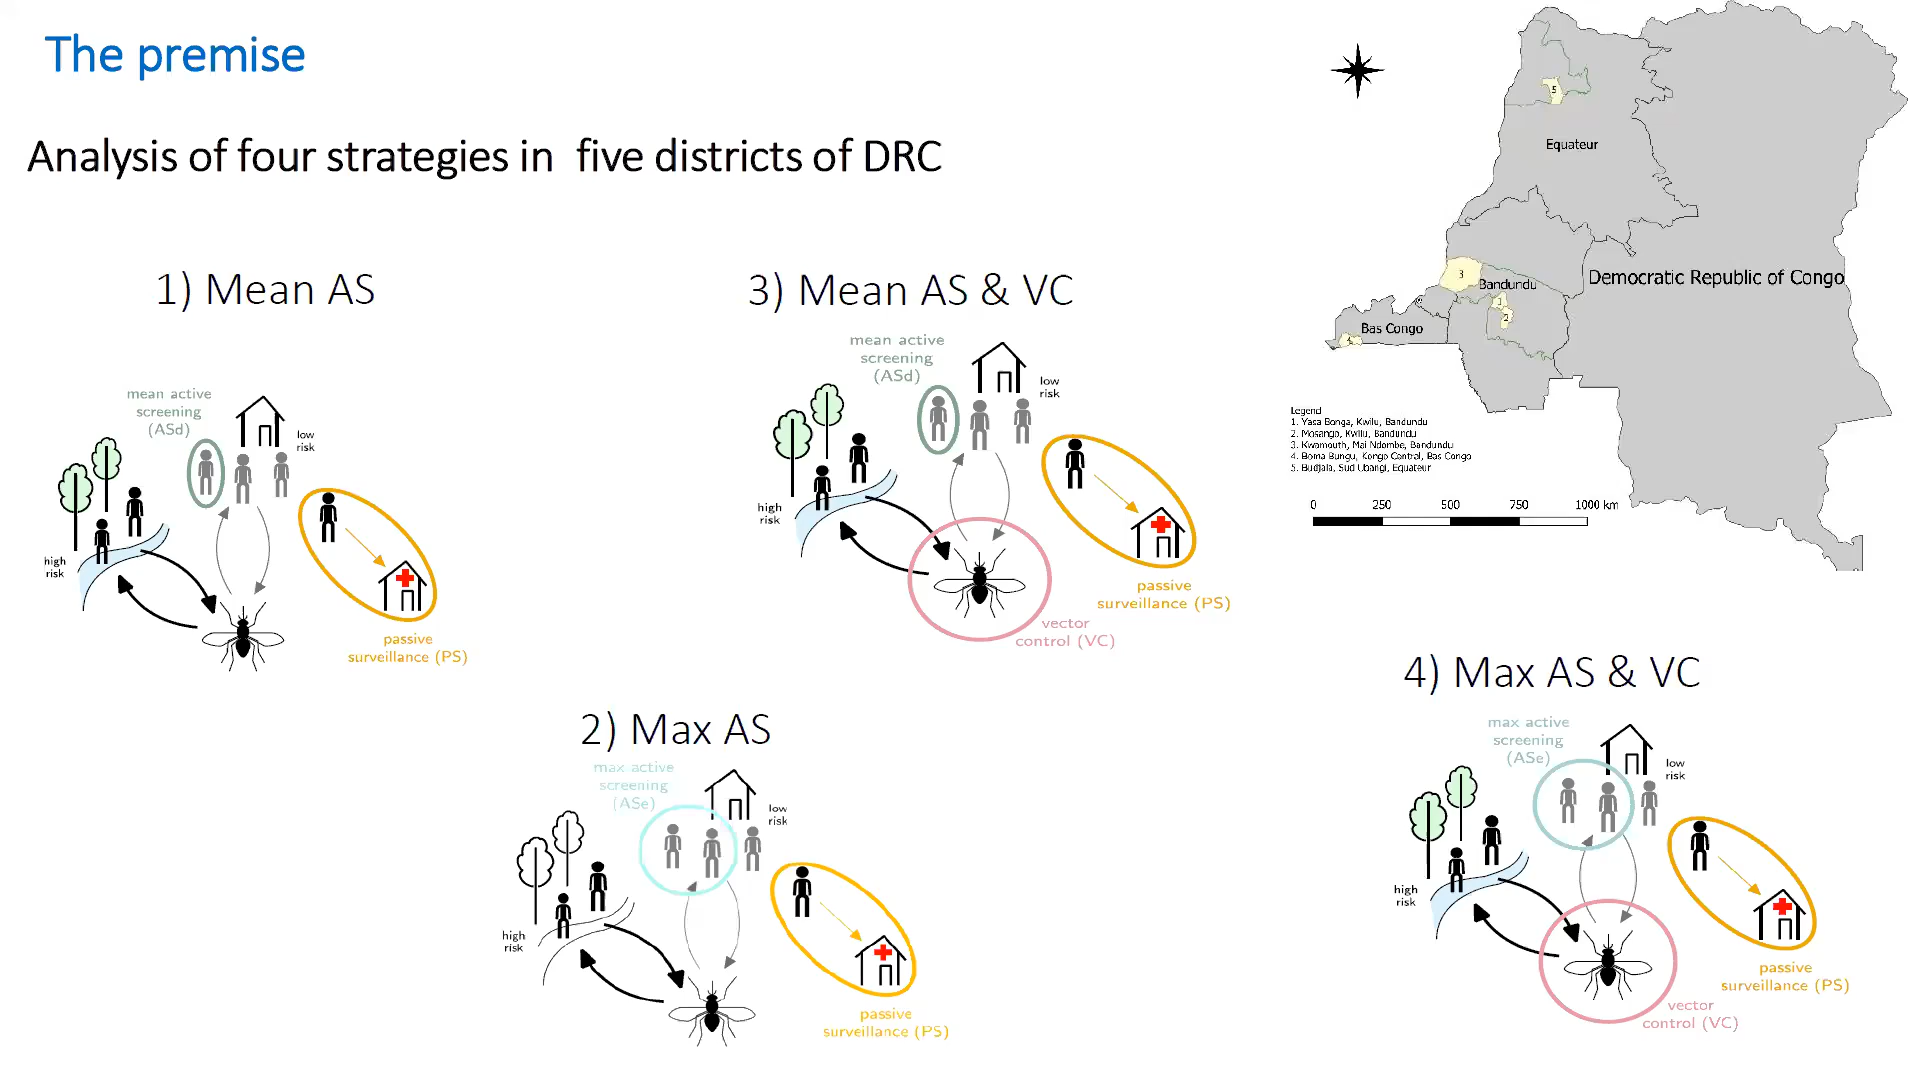 The premise
Analysis of four strategies in five districts of DRC
1) Mean AS
mean active
screening
(ASd)
low
risk
high
risk
passive
surveillance (PS)
2) Max AS
max active
screening
(ASe)
low
risk
high
risk
passive
surveillance (PS)
3) Mean AS & VC
mean active
screening
(ASd)
low
risk
high
risk
passive
surveillance (PS)
vector
control (VC)
4) Max AS & VC
max active
screening
(ASe)
low
risk
high
risk
passive
surveillance (PS)
vector
control (VC)
5
Equateur
3
Bandundu
Democratic Republic of Congo
1
2
Bas Congo
4
Legend
1. Yasa Bonga, Kwilu, Bandundu
2. Mosango, Kwilu, Bandundu
3. Kwamouth, Mai Ndombe, Bandundu
4. Boma Bungu, Kongo Control, Bas Congo
5. Budjala, Sud Ubangi, Equateur
0 250 500 750 1000 km